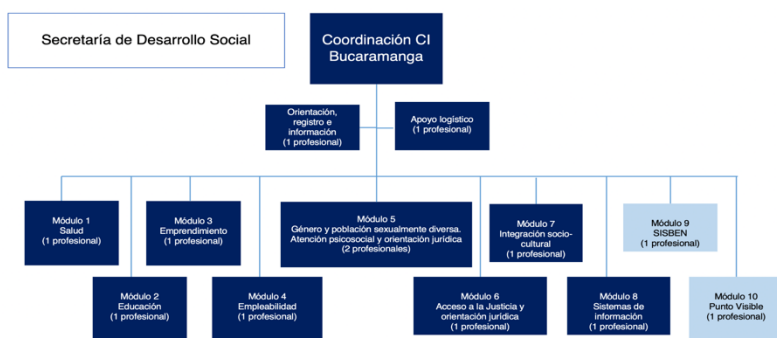 Secretaría de Desarrollo Social
Coordinación CI
Bucaramanga
Orientación,
registro e
información
(1 profesional)
Apoyo logístico
(1 profesional)
Módulo 1
Salud
(1 profesional)
Módulo 3
Emprendimiento
(1 profesional)
Módulo 5
Género y población sexualmente diversa.
Atención psicosocial y orientación jurídica
(2 profesionales)
Módulo 7
Integración socio-
cultural
(1 profesional)
Módulo 9
SISBEN
(1 profesional)
Módulo 2
Educación
(1 profesional)
Módulo 4
Empleabilidad
(1 profesional)
Módulo 6
Acceso a la Justicia y
orientación jurídica
(1 profesional)
Módulo 8
Sistemas de
información
(1 profesional)
Módulo 10
Punto Visible
(1 profesional)